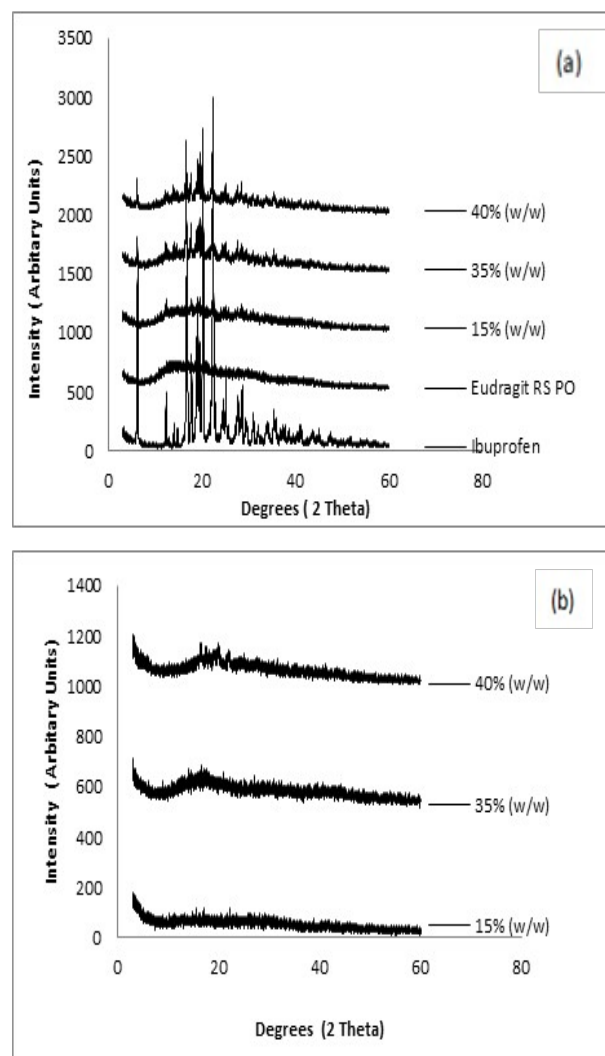 (a)
3500
3000
2500
2000
1500
1000
500
0
Intensity ( Arbitary Units)
40% (w/w)
35% (w/w)
15% (w/w)
Eudragit RS PO
Ibuprofen
0 20 40 60 80
Degrees ( 2 Theta)
(b)
1400
1200
1000
800
600
400
200
0
Intensity ( Arbitary Units)
40% (w/w)
35% (w/w)
15% (w/w)
0 20 40 60 80
Degrees (2 Theta)